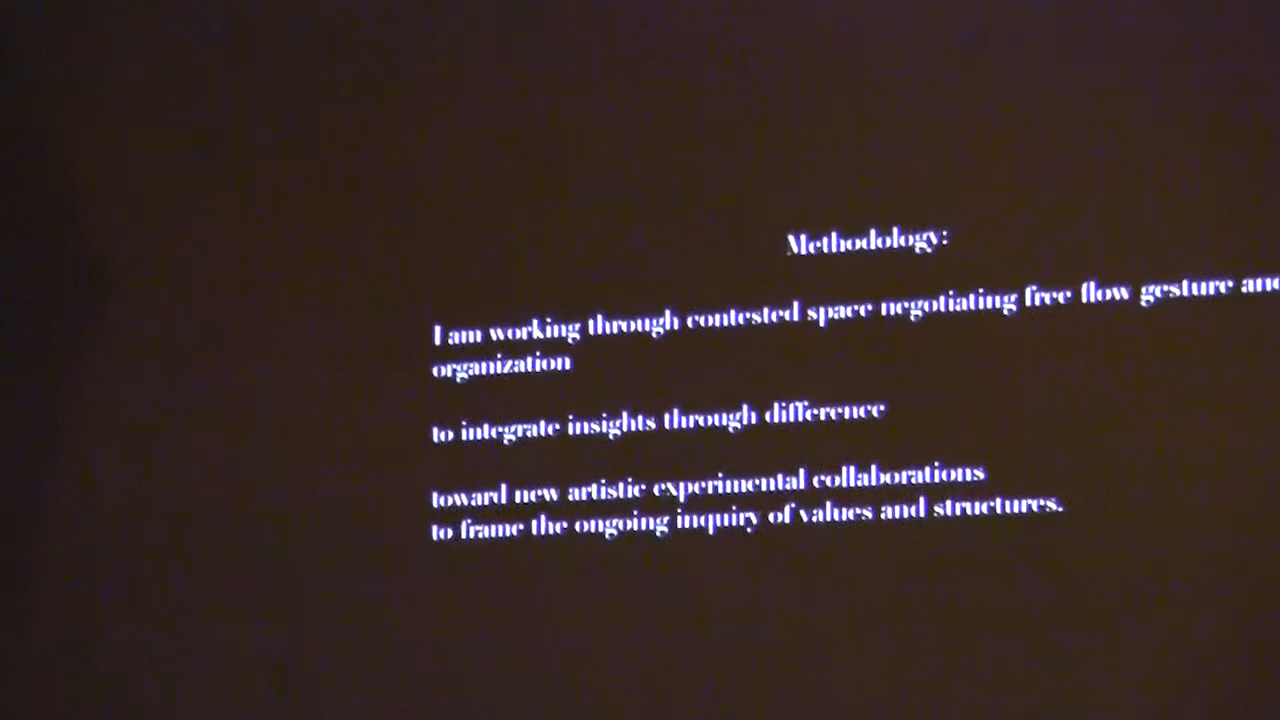 Methodology:
I am working through contested space negotiating free flow gesture and
organization
to integrate insights through difference
toward new artistic experimental collaborations
to frame the ongoing inquiry of values and structures.